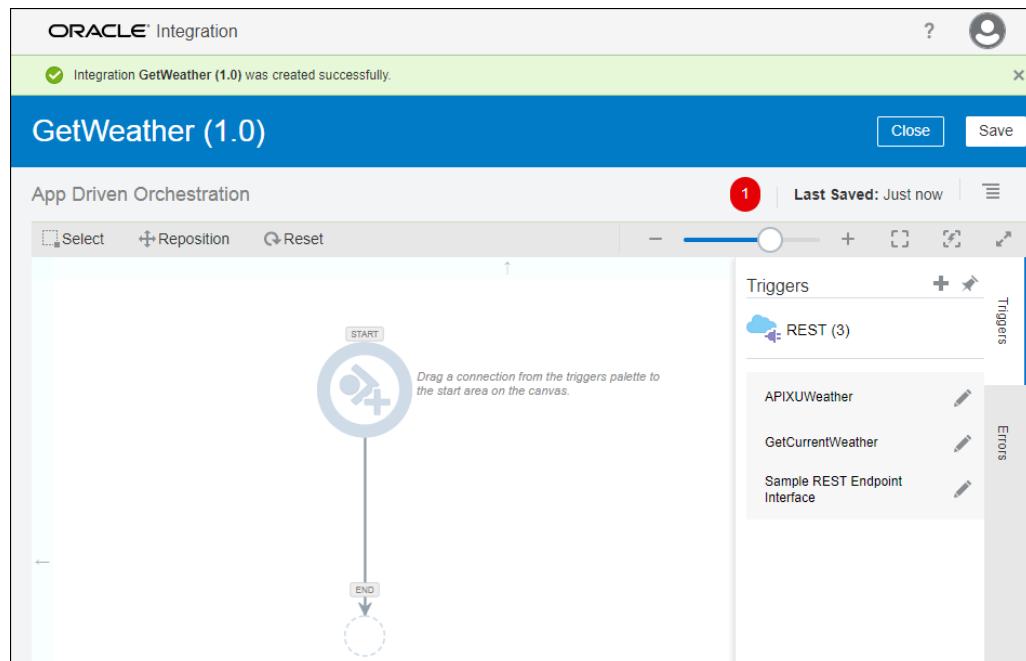 ORACLE® Integration
?
Integration GetWeather (1.0) was created successfully.
GetWeather (1.0)
Close
Save
App Driven Orchestration
1
Last Saved: Just now
Select
Reposition
Reset
START
Drag a connection from the triggers palette to
the start area on the canvas.
END
Triggers
REST (3)
APIXUWeather
GetCurrentWeather
Sample REST Endpoint
Interface
Triggers
Errors